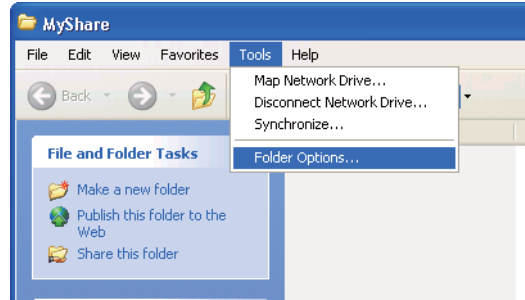 MyShare
File Edit View Favorites Tools Help
Back
Map Network Drive...
Disconnect Network Drive...
Synchronize...
Folder Options...
File and Folder Tasks
Make a new folder
Publish this folder to the
Web
Share this folder